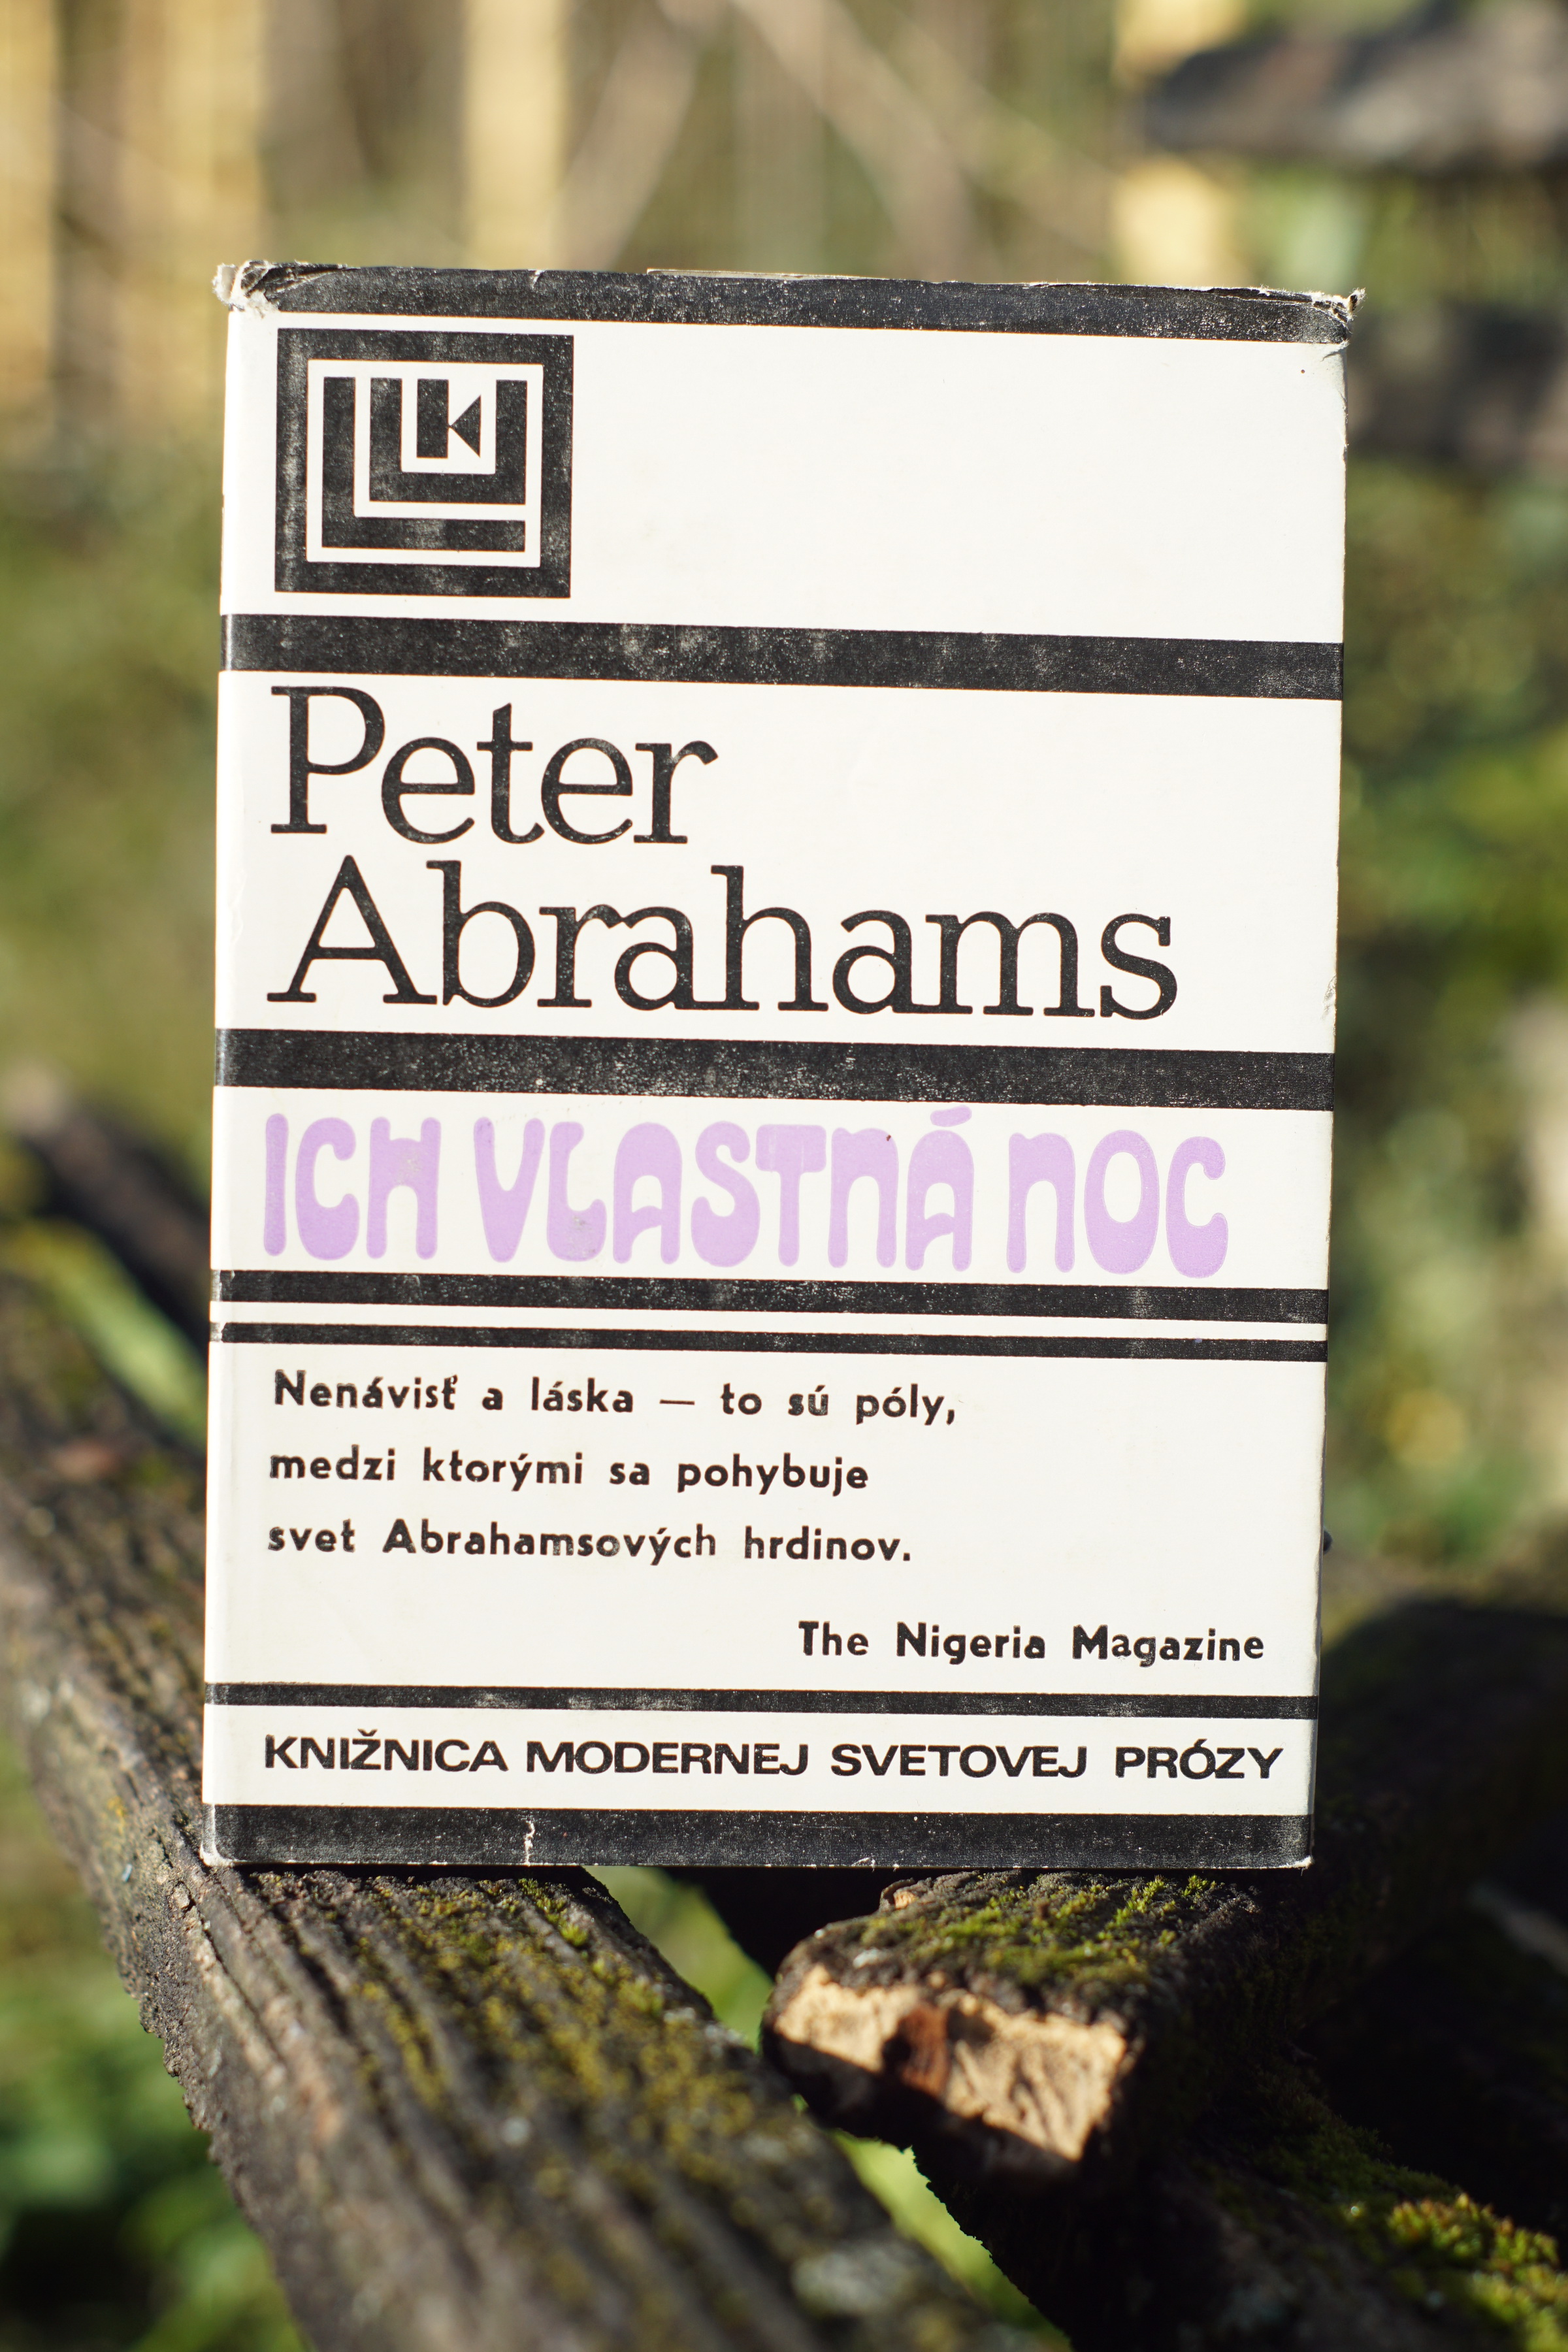 Peter
Abrahams
ICH VLASTNÁ NOC
Nenávisť a láska — to sú póly,
medzi ktorými sa pohybuje
svet Abrahamsových hrdinov.
The Nigeria Magazine
KNIŽNICA MODERNEJ SVETOVEJ PRÓZY